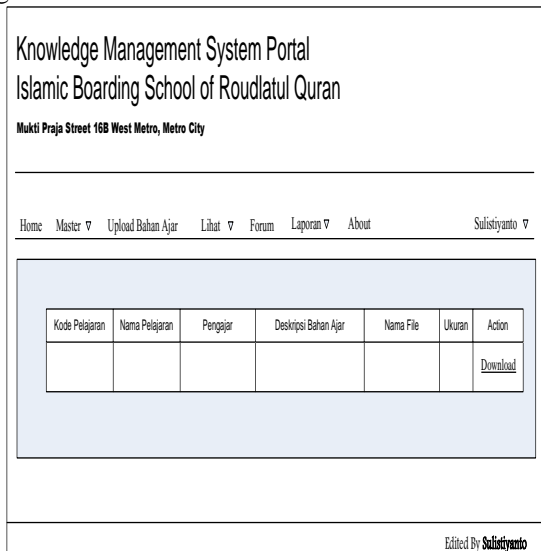 Knowledge Management System Portal
Islamic Boarding School of Roudlatul Quran
Mukti Praja Street 16B West Metro, Metro City
Home Master ▽ Upload Bahan Ajar Lihat ▽ Forum Laporan ▽ About Sulistiyanto ▽
Kode Pelajaran Nama Pelajaran Pengajar Deskripsi Bahan Ajar Nama File Ukuran Action
Download
Edited By Sulistiyanto